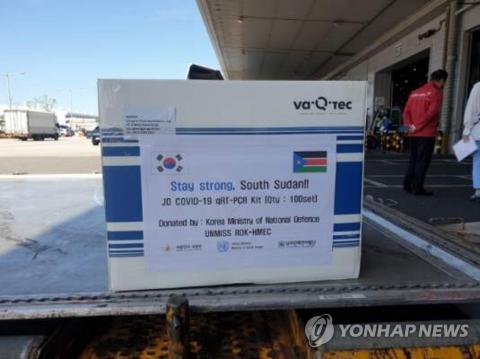 va-Q-tec
Stay strong, South Sudan!!
JD COVID-19 qRT-PCR Kit [Qty : 100set]
Donated by : Korea Ministry of National Defence
UNMISS ROK-HMEC
YONHAP NEWS